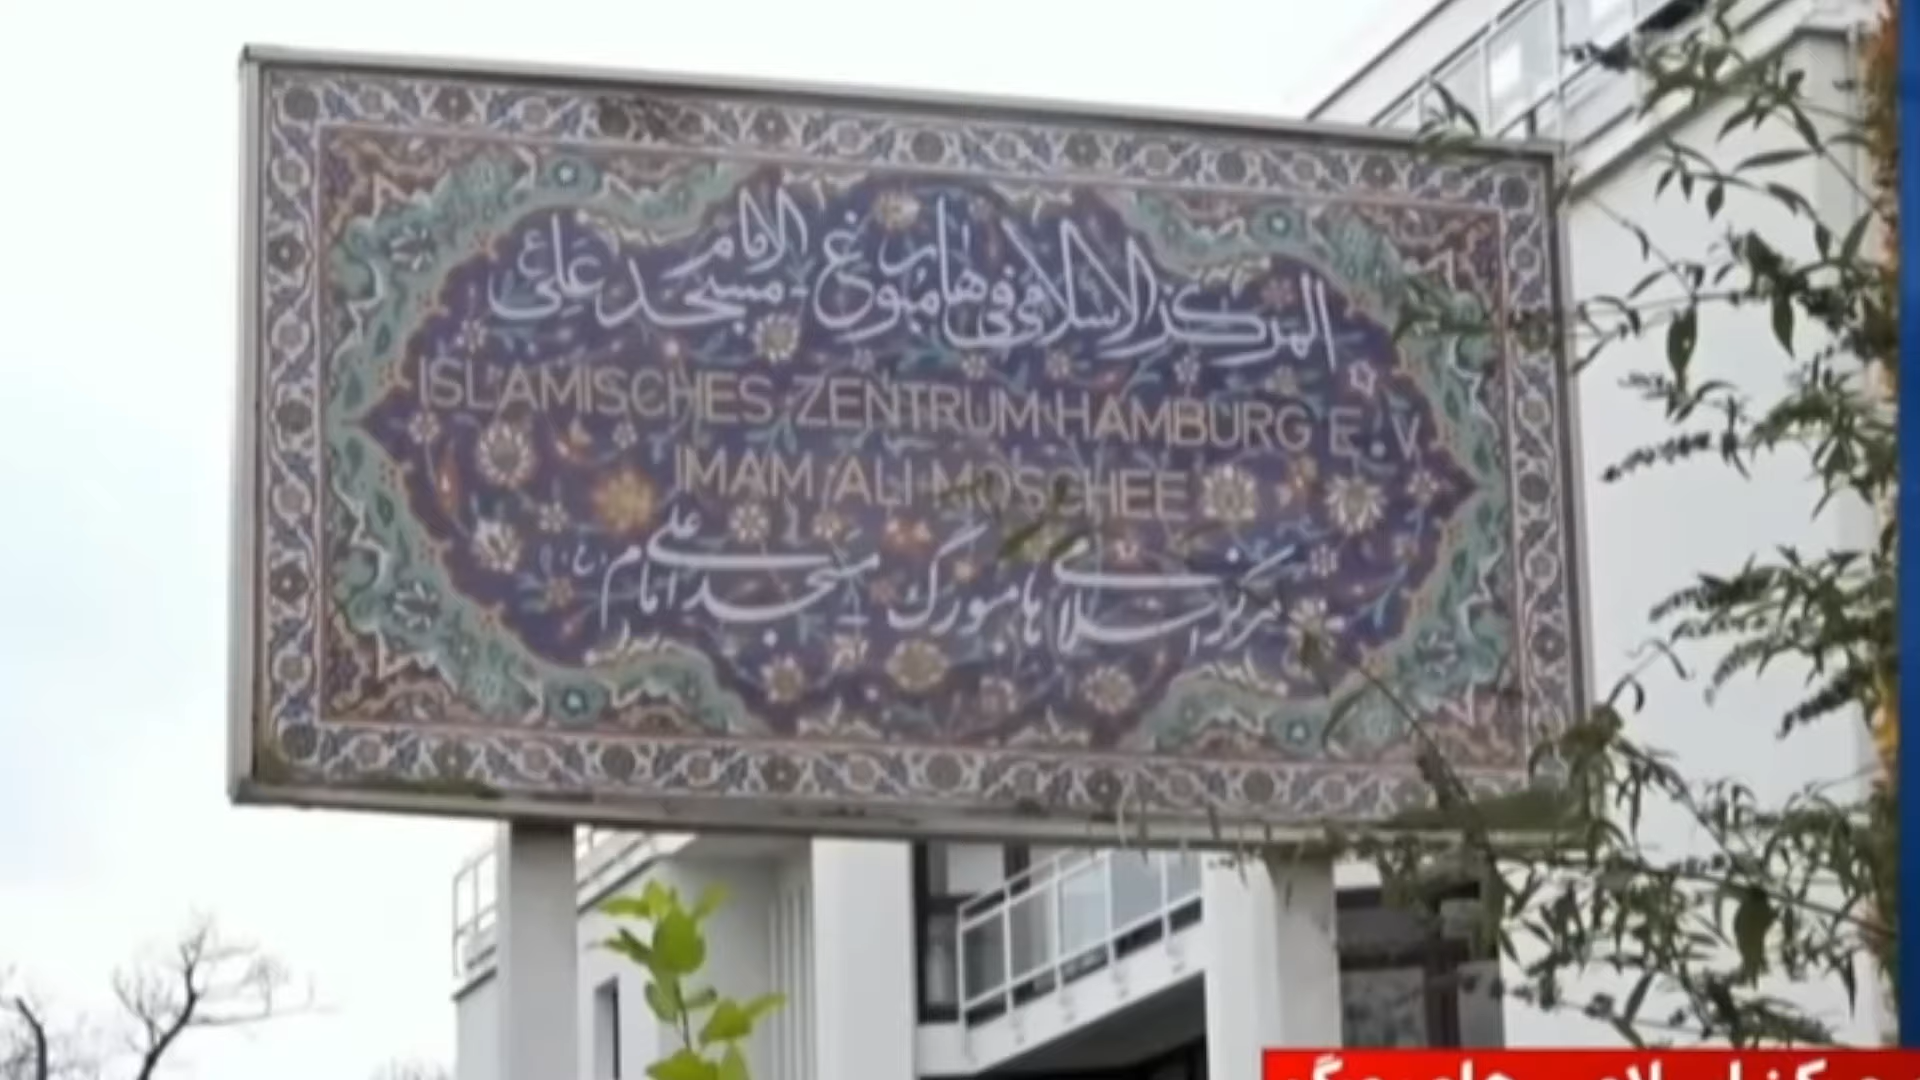 المركز الاسلامي في هامبورغ - مسجد الامام علي ع
ISLAMISCHES ZENTRUM HAMBURG E.V
IMAM ALI MOSCHEE
مرکز اسلامی هامبورگ - مسجد امام علی (ع)